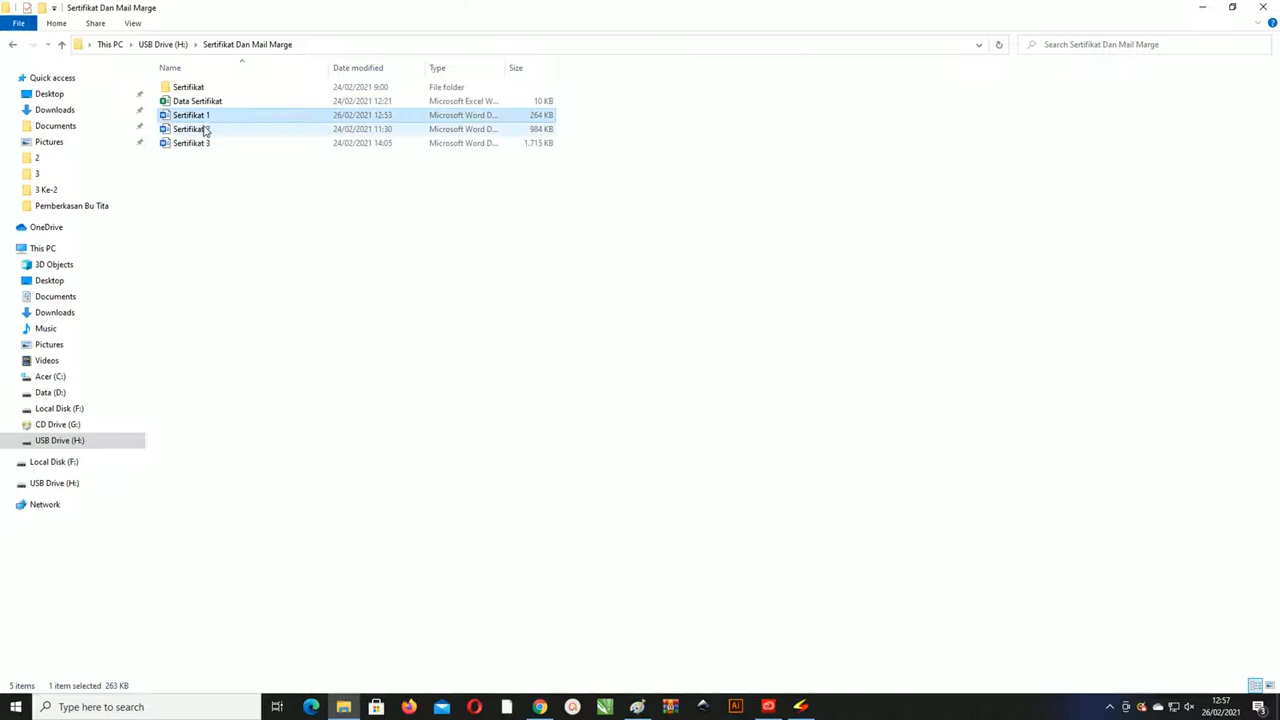 Sertifikat Dan Mail Marge
File Home Share View
This PC USB Drive (H:) Sertifikat Dan Mail Marge Search Sertifikat Dan Mail Marge
Name Date modified Type Size
Quick access
Desktop
Downloads
Documents
Pictures
2
3
3 Ke-2
Pemberkasan Bu Tita
OneDrive
This PC
3D Objects
Desktop
Documents
Downloads
Music
Pictures
Videos
Acer (C:)
Data (D:)
Local Disk (F:)
CD Drive (G:)
USB Drive (H:)
Local Disk (F:)
USB Drive (H:)
Network
Sertifikat 24/02/2021 9:00 File folder
Data Sertifikat 24/02/2021 12:21 Microsoft Excel W... 10 KB
Sertifikat 1 26/02/2021 12:53 Microsoft Word D... 264 KB
Sertifikat 24/02/2021 11:30 Microsoft Word D... 984 KB
Sertifikat 3 24/02/2021 14:05 Microsoft Word D... 1.715 KB
5 items 1 item selected 263 KB
Type here to search
12:57
26/02/2021